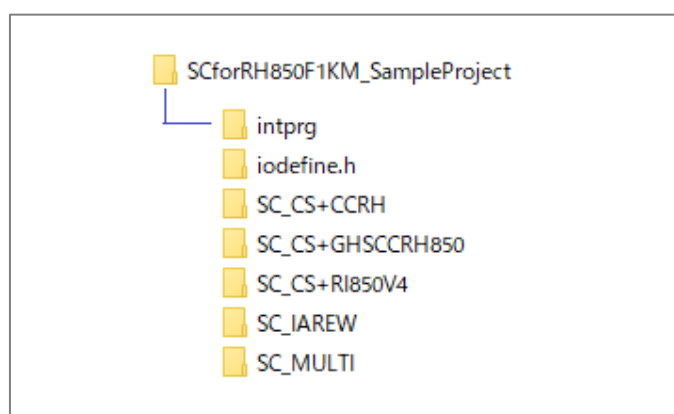 SCforRH850F1KM_SampleProject
intprg
iodefine.h
SC_CS+CCRH
SC_CS+GHSCCRH850
SC_CS+RI850V4
SC_IAREW
SC_MULTI